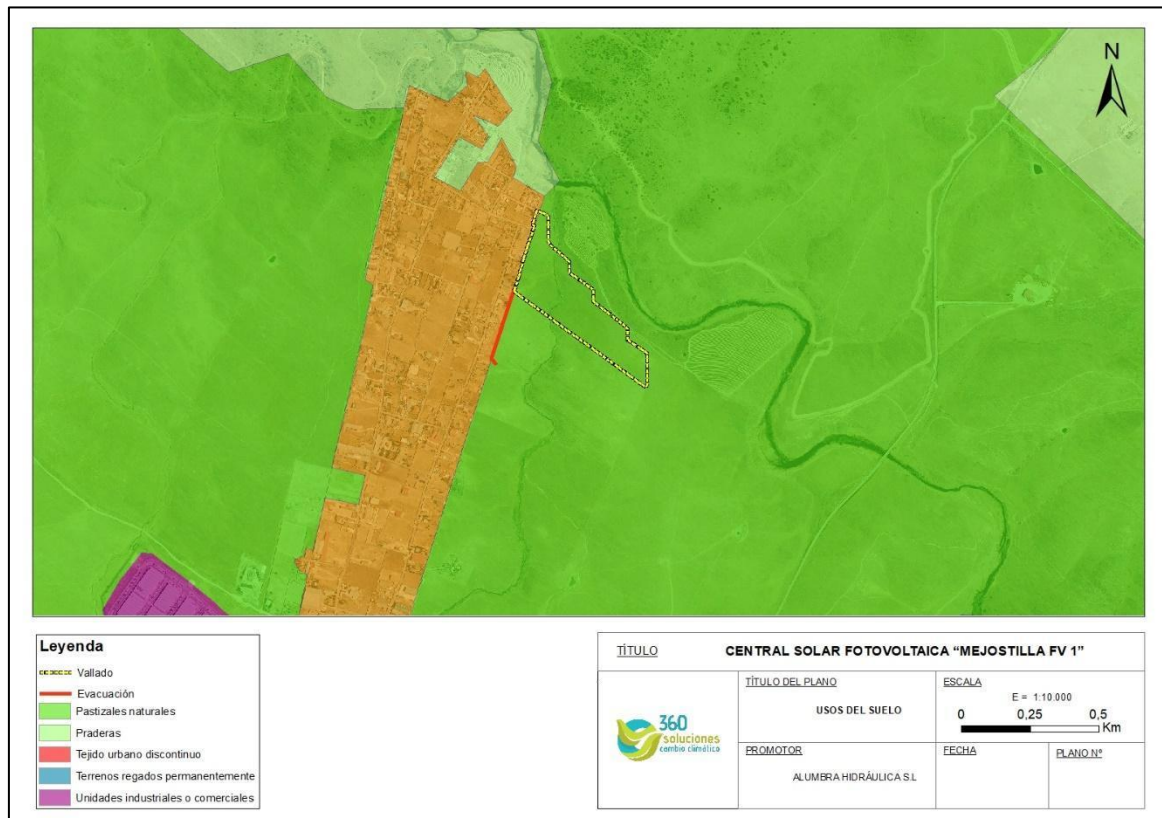 N
Leyenda
Vallado
Evacuación
Pastizales naturales
Praderas
Tejido urbano discontinuo
Terrenos regados permanentemente
Unidades industriales o comerciales
TÍTULO
CENTRAL SOLAR FOTOVOLTAICA “MEJOSTILLA FV 1”
360
soluciones
cambio climático
TÍTULO DEL PLANO
USOS DEL SUELO
ESCALA
E = 1:10.000
0 0,25 0,5
Km
PROMOTOR
ALUMBRA HIDRÁULICA S.L
FECHA
PLANO Nº